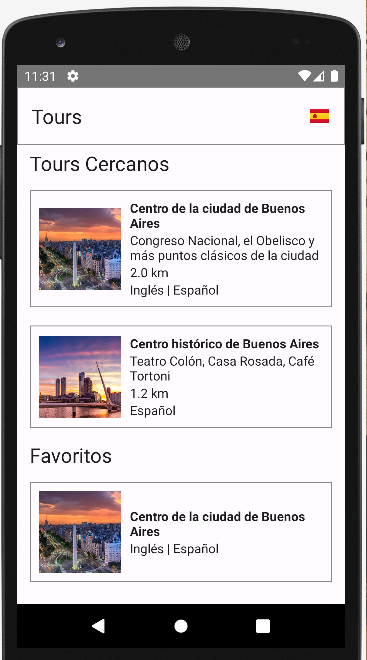 11:31
Tours
Tours Cercanos
Centro de la ciudad de Buenos
Aires
Congreso Nacional, el Obelisco y
más puntos clásicos de la ciudad
2.0 km
Inglés | Español
Centro histórico de Buenos Aires
Teatro Colón, Casa Rosada, Café
Tortoni
1.2 km
Español
Favoritos
Centro de la ciudad de Buenos
Aires
Inglés | Español